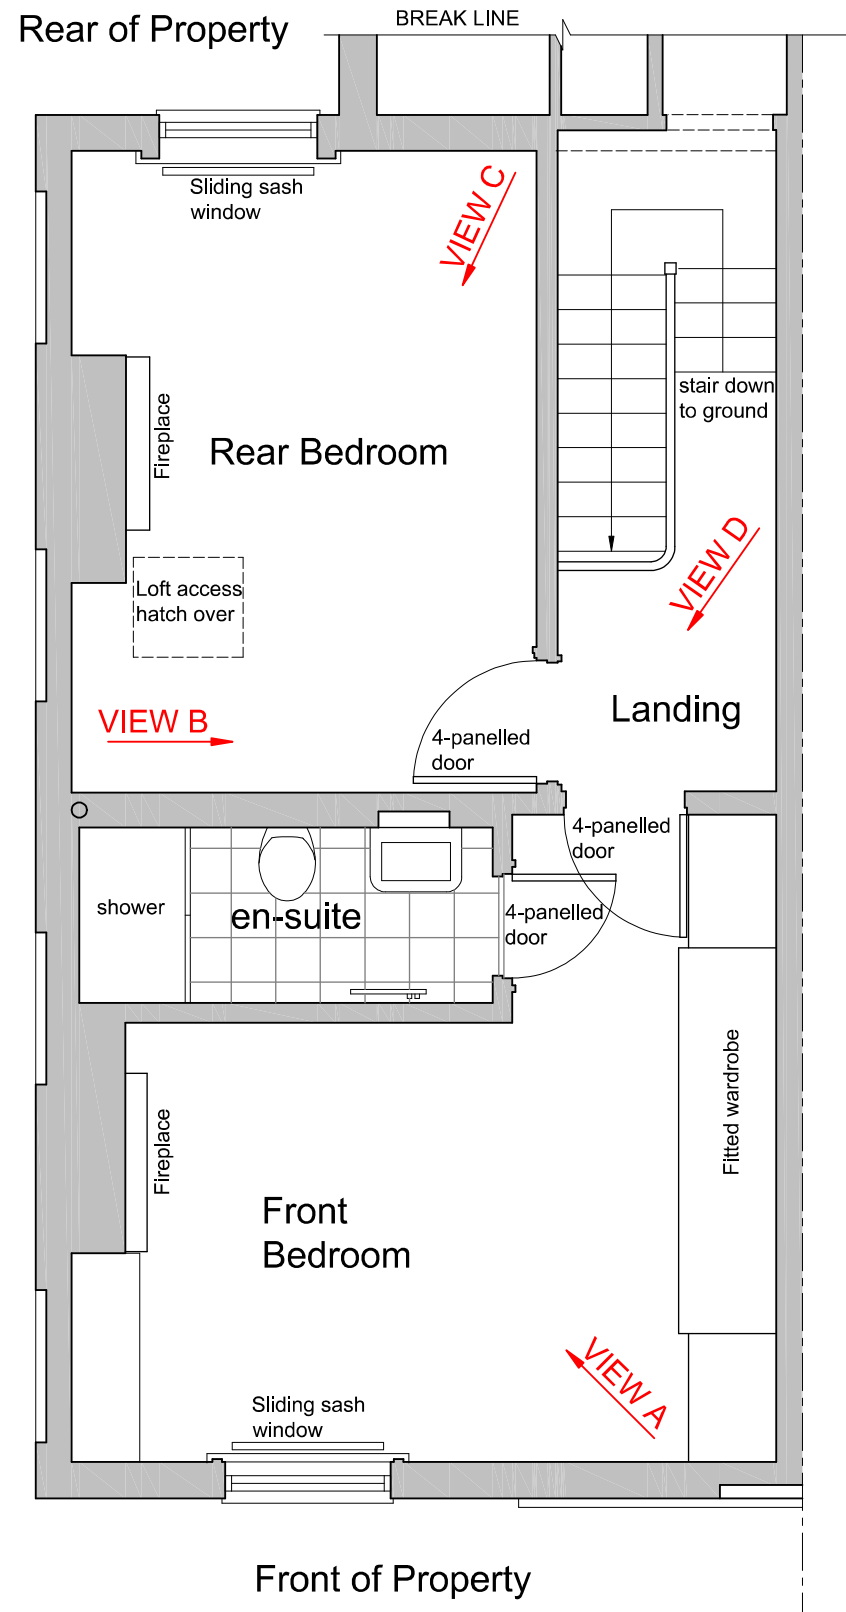 Rear of Property
BREAK LINE
Sliding sash
window
VIEW C
Fireplace
Rear Bedroom
stair down
to ground
VIEW D
Loft access
hatch over
VIEW B
4-panelled
door
Landing
4-panelled
door
shower
en-suite
4-panelled
door
Fireplace
Fitted wardrobe
Front
Bedroom
VIEW A
Sliding sash
window
Front of Property